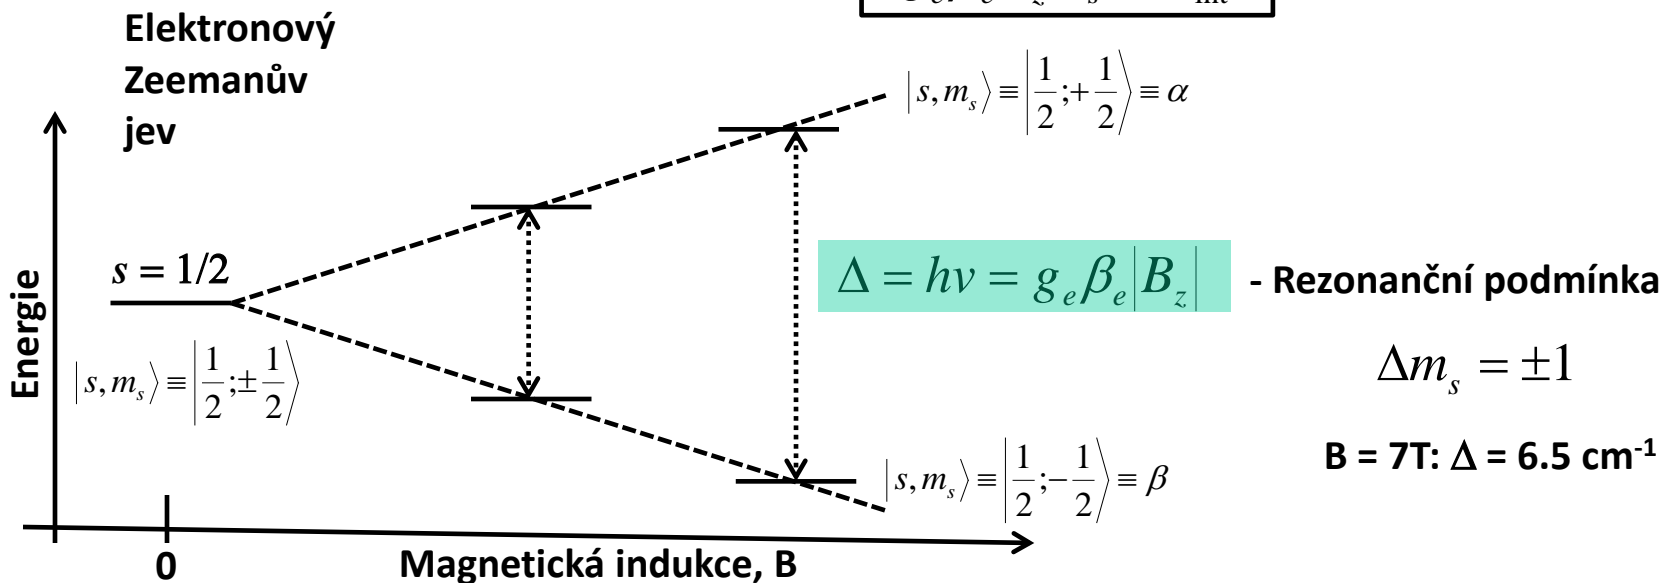 Elektronový
Zeemanův
jev
|s, m_s⟩ ≡ |1/2; +1/2⟩ ≡ α
s = 1/2
Δ = hν = g_e β_e |B_z| - Rezonanční podmínka
Energie
|s, m_s⟩ ≡ |1/2; ±1/2⟩
Δm_s = ±1
B = 7T: Δ = 6.5 cm⁻¹
|s, m_s⟩ ≡ |1/2; −1/2⟩ ≡ β
0
Magnetická indukce, B